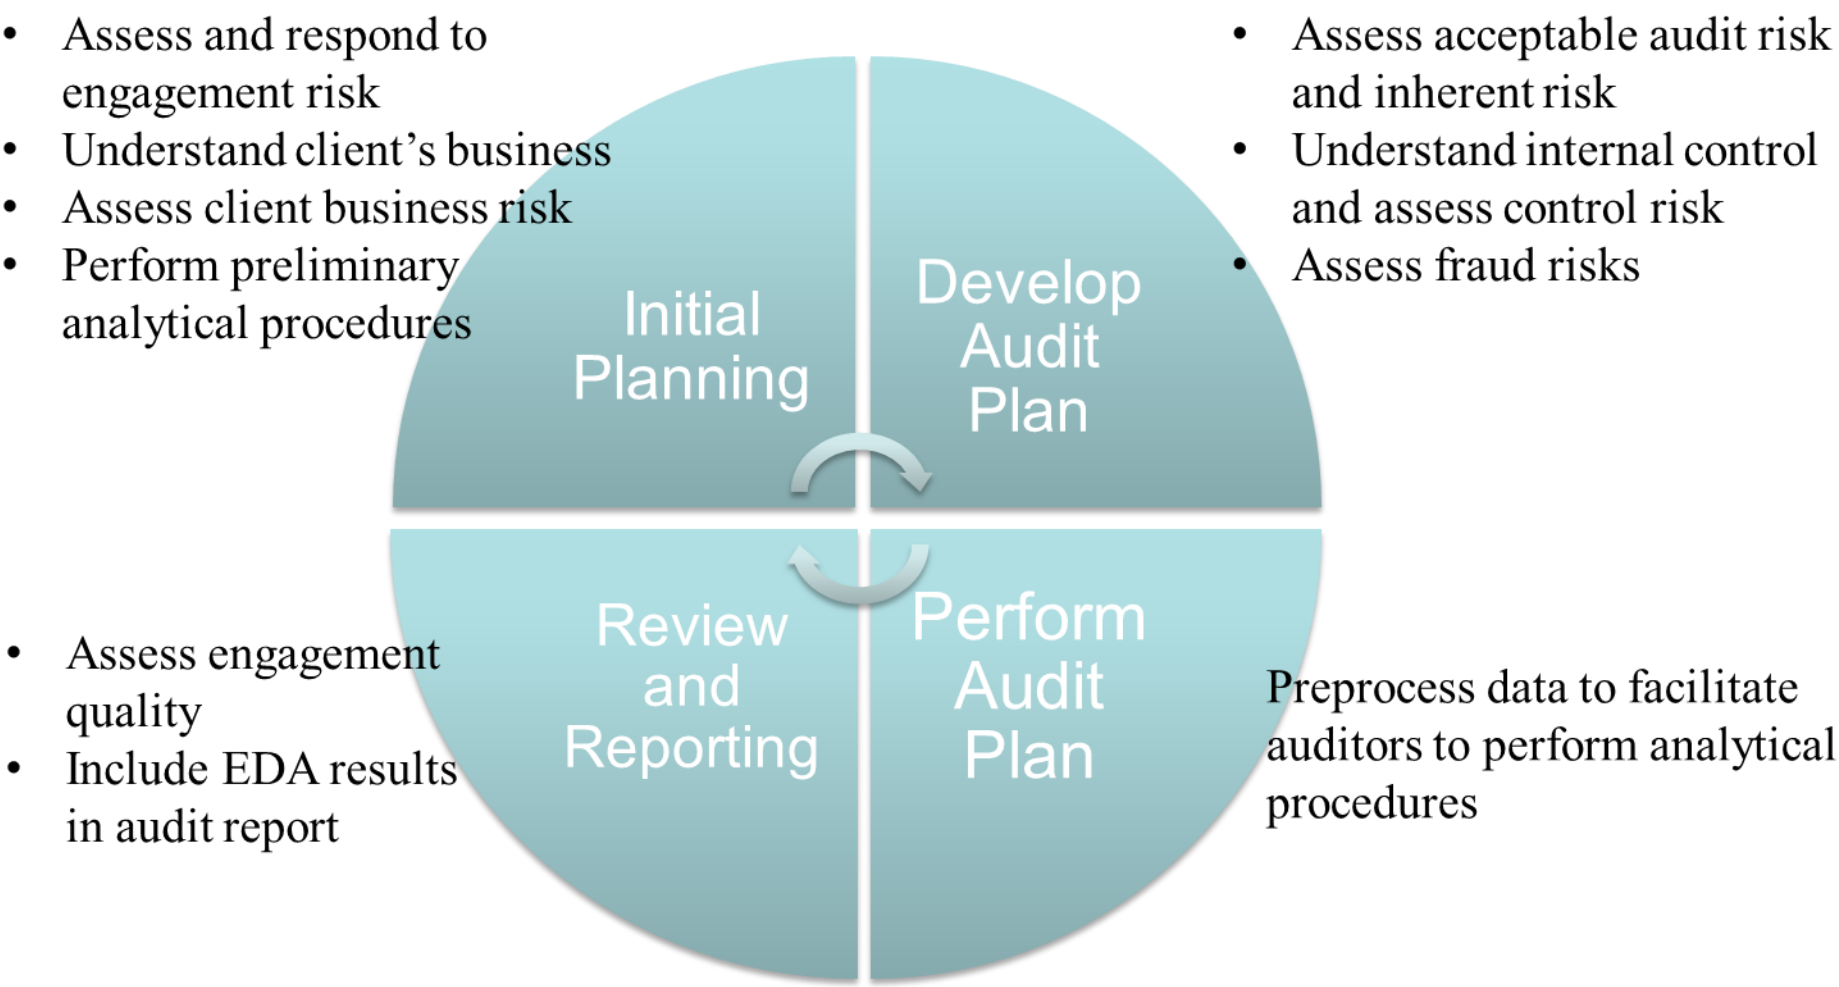 • Assess and respond to
engagement risk
• Understand client’s business
• Assess client business risk
• Perform preliminary
analytical procedures
Initial
Planning
• Assess acceptable audit risk
and inherent risk
• Understand internal control
and assess control risk
• Assess fraud risks
Develop
Audit
Plan
• Assess engagement
quality
• Include EDA results
in audit report
Review
and
Reporting
Perform
Audit
Plan
Preprocess data to facilitate
auditors to perform analytical
procedures